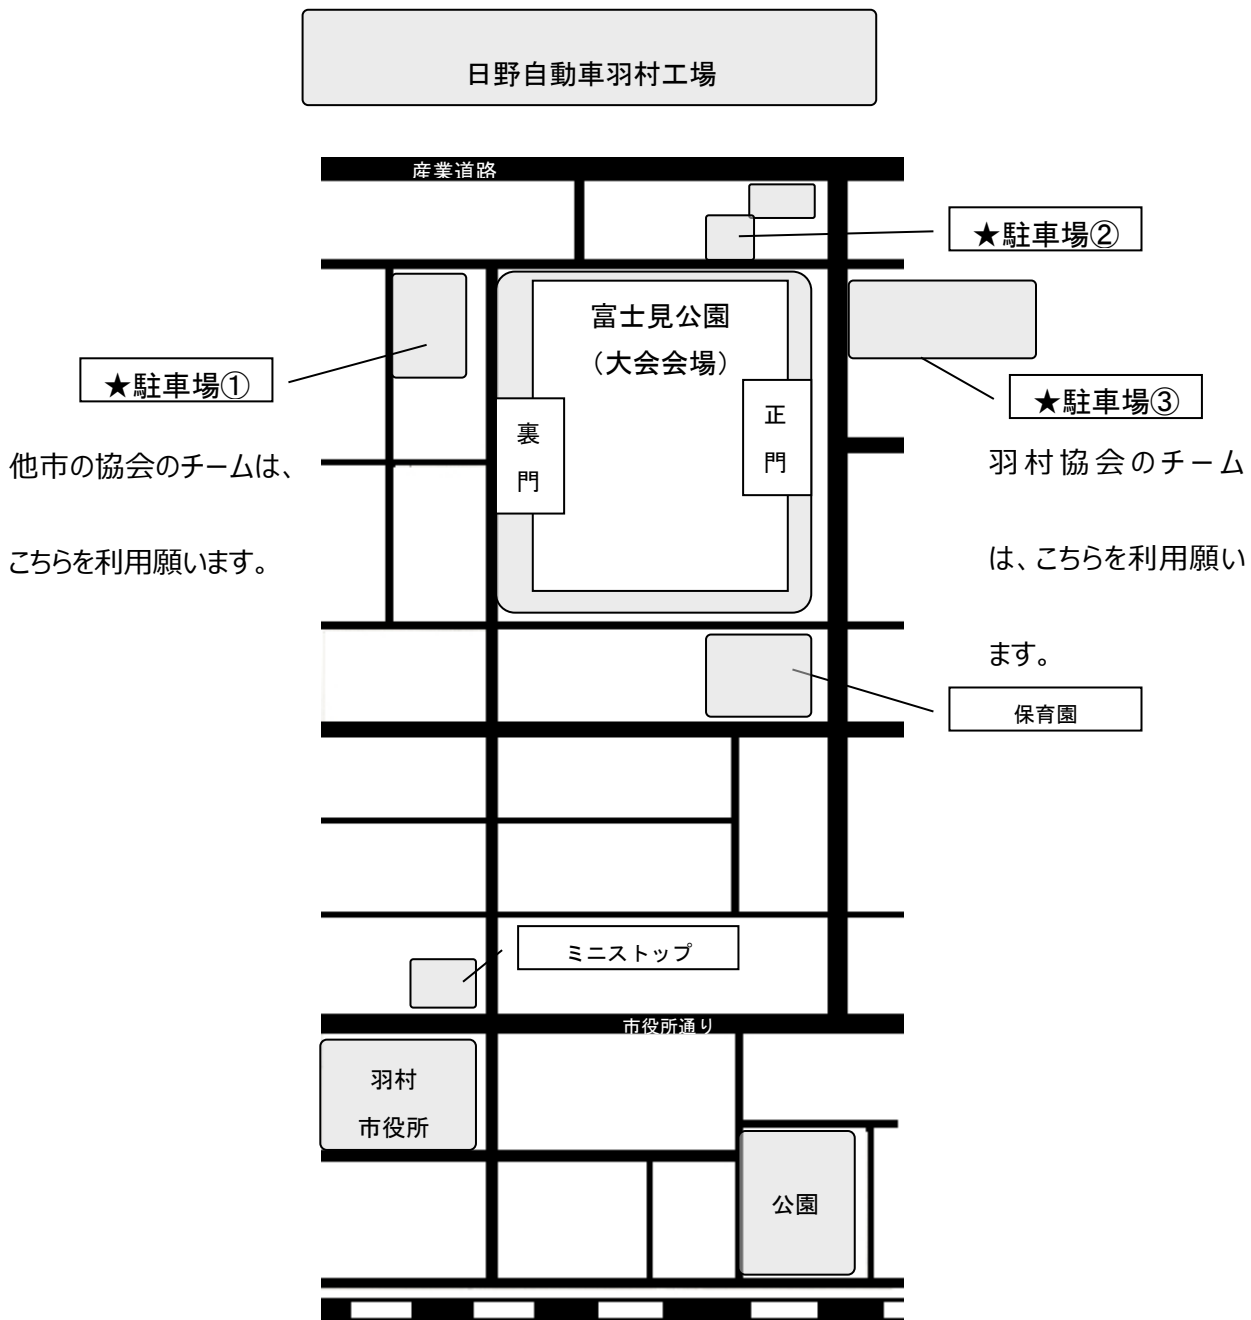 日野自動車羽村工場
産業道路
★駐車場②
富士見公園
（大会会場）
★駐車場①
★駐車場③
正
門
裏
門
他市の協会のチームは、
こちらを利用願います。
羽村協会のチーム
は、こちらを利用願い
ます。
保育園
ミニストップ
市役所通り
羽村
市役所
公園